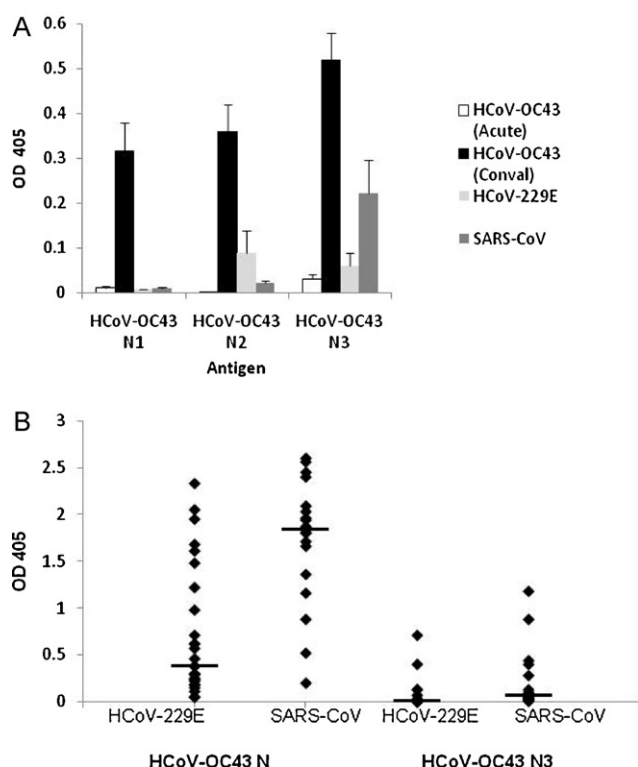 A
0.6
0.5
0.4
0.3
0.2
0.1
0
OD 405
HCoV-OC43
N1
HCoV-OC43
N2
HCoV-OC43
N3
Antigen
HCoV-OC43
(Acute)
HCoV-OC43
(Conval)
HCoV-229E
SARS-CoV
B
3
2.5
2
1.5
1
0.5
0
OD 405
HCoV-229E
SARS-CoV
HCoV-229E
SARS-CoV
HCoV-OC43 N
HCoV-OC43 N3